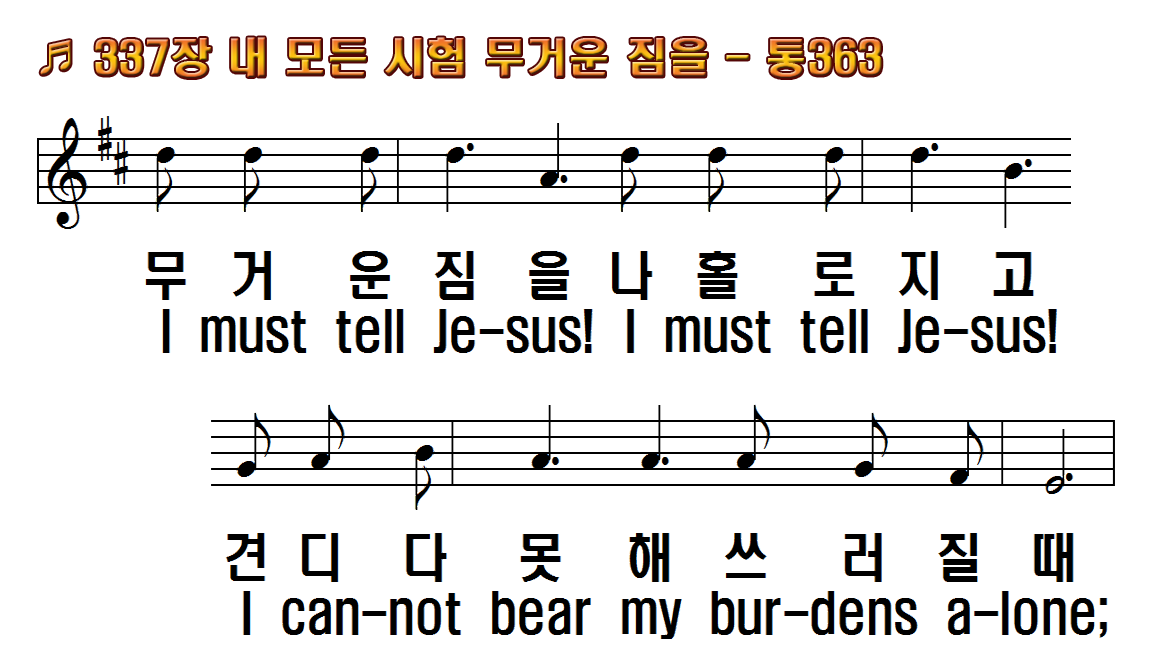 337장 내 모든 시험 무거운 짐을 - 통363
무 거 운 짐 을 나 홀 로 지 고
I must tell Je-sus! I must tell Je-sus!
견 디 다 못 해 쓰 러 질 때
I can-not bear my bur-dens a-lone;